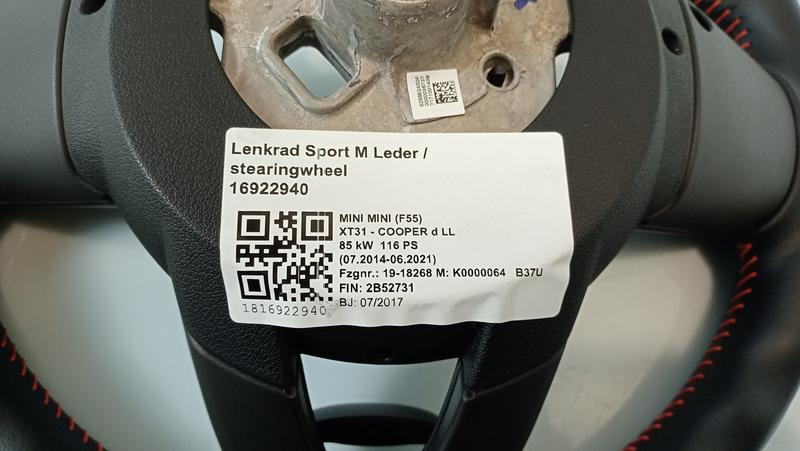 Lenkrad Sport M Leder /
stearingwheel
16922940
MINI MINI (F55)
XT31 - COOPER d LL
85 kW 116 PS
(07.2014-06.2021)
Fzgnr.: 19-18268 M: K0000064 B37U
FIN: 2B52731
BJ: 07/2017
1816922940